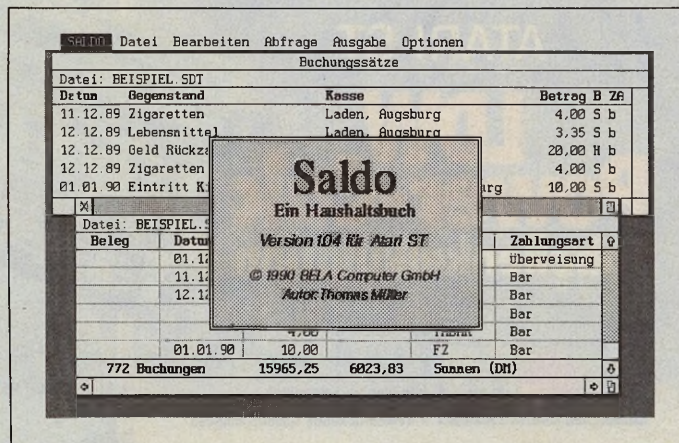 SALDO Datei Bearbeiten Abfrage Ausgabe Optionen
Buchungssätze
Datei: BEISPIEL.SDT
Datum Gegenstand Kasse Betrag B ZA
11.12.89 Zigaretten Laden, Augsburg 4,00 S b
12.12.89 Lebensmittel Laden, Augsburg 3,35 S b
12.12.89 Geld Rückza 20,00 H b
12.12.89 Zigaretten 4,00 S b
01.01.90 Eintritt Ki urg 10,00 S b
Saldo
Ein Haushaltsbuch
Version 1.04 für Atari ST
© 1990 BELA Computer GmbH
Autor: Thomas Müller
Datei: BEISPIEL.S
Beleg Datum Zahlungsart
01.12 Überweisung
11.12 Bar
12.12 Bar
Bar
4,00 TABAK Bar
01.01.90 10,00 FZ Bar
772 Buchungen 15965,25 6023,83 Summen (DM)